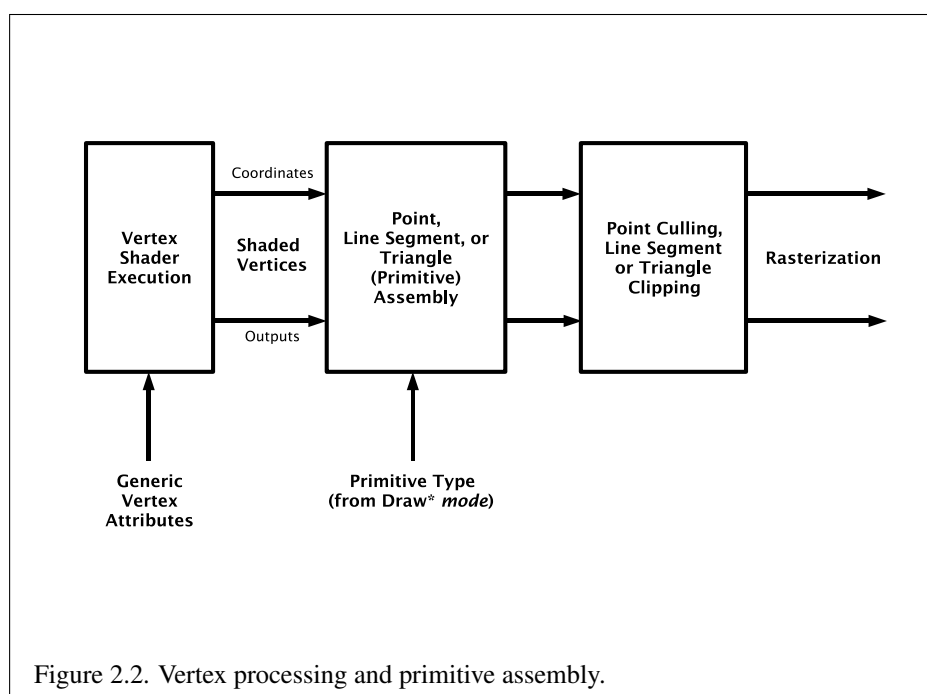 Vertex
Shader
Execution
Coordinates
Shaded
Vertices
Outputs
Point,
Line Segment, or
Triangle
(Primitive)
Assembly
Point Culling,
Line Segment
or Triangle
Clipping
Rasterization
Generic
Vertex
Attributes
Primitive Type
(from Draw* mode)
Figure 2.2. Vertex processing and primitive assembly.